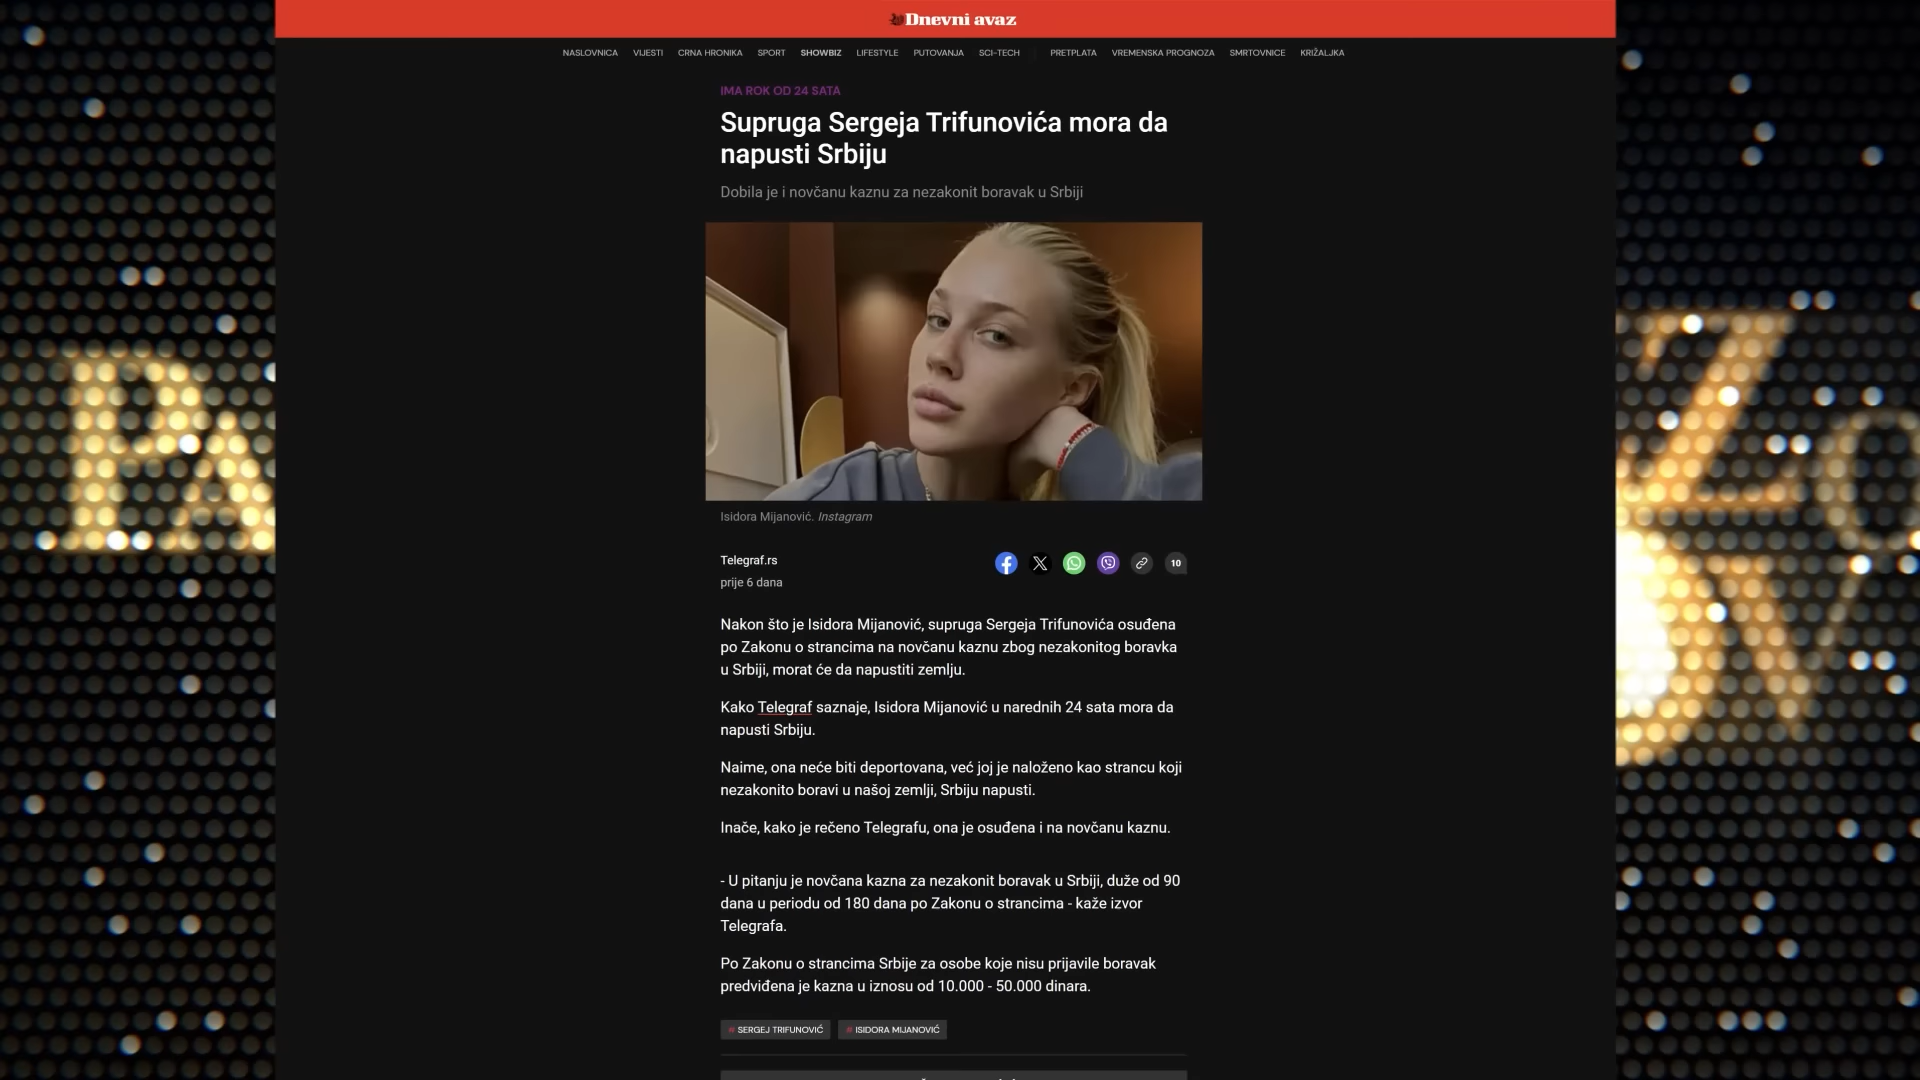 Dnevni avaz
NASLOVNICA VIJESTI CRNA HRONIKA SPORT SHOWBIZ LIFESTYLE PUTOVANJA SCI-TECH PRETPLATA VREMENSKA PROGNOZA SMRTOVNICE KRIŽALJKA
IMA ROK OD 24 SATA
Supruga Sergeja Trifunovića mora da
napusti Srbiju
Dobila je i novčanu kaznu za nezakonit boravak u Srbiji
Isidora Mijanović. Instagram
Telegraf.rs
10
prije 6 dana
Nakon što je Isidora Mijanović, supruga Sergeja Trifunovića osuđena
po Zakonu o strancima na novčanu kaznu zbog nezakonitog boravka
u Srbiji, morat će da napustiti zemlju.
Kako Telegraf saznaje, Isidora Mijanović u narednih 24 sata mora da
napusti Srbiju.
Naime, ona neće biti deportovana, već joj je naloženo kao strancu koji
nezakonito boravi u našoj zemlji, Srbiju napusti.
Inače, kako je rečeno Telegrafu, ona je osuđena i na novčanu kaznu.
- U pitanju je novčana kazna za nezakonit boravak u Srbiji, duže od 90
dana u periodu od 180 dana po Zakonu o strancima - kaže izvor
Telegrafa.
Po Zakonu o strancima Srbije za osobe koje nisu prijavile boravak
predviđena je kazna u iznosu od 10.000 - 50.000 dinara.
# SERGEJ TRIFUNOVIĆ # ISIDORA MIJANOVIĆ
PA